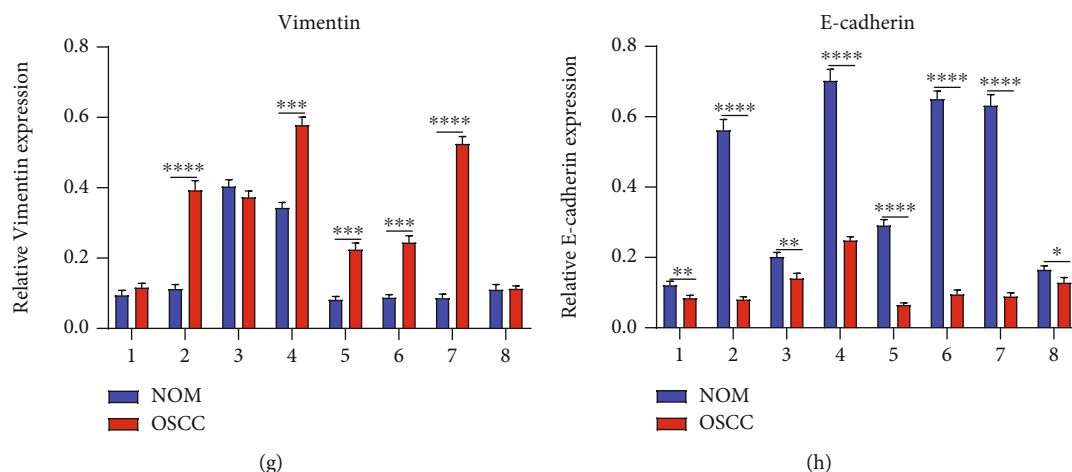 Vimentin
Relative Vimentin expression
0.8
0.6
0.4
0.2
0.0
****
***
***
***
****
1 2 3 4 5 6 7 8
NOM
OSCC
(g)
E-cadherin
Relative E-cadherin expression
0.8
0.6
0.4
0.2
0.0
**
****
**
****
****
****
****
*
1 2 3 4 5 6 7 8
NOM
OSCC
(h)